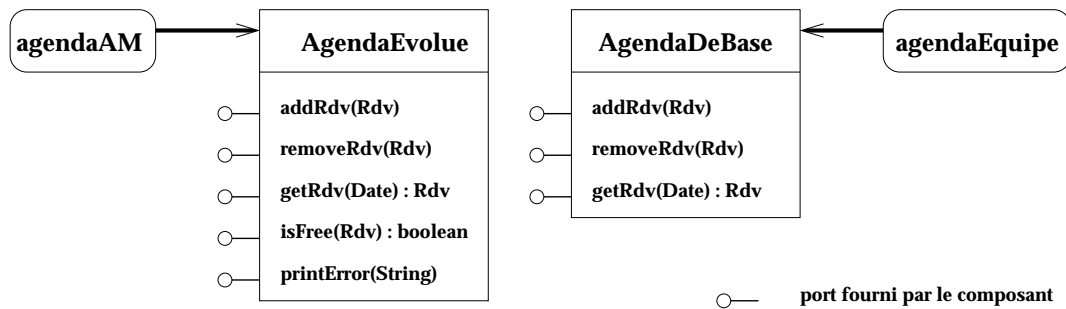 agendaAM
AgendaEvolue
AgendaDeBase
agendaEquipe
addRdv(Rdv)
removeRdv(Rdv)
getRdv(Date) : Rdv
isFree(Rdv) : boolean
printError(String)
addRdv(Rdv)
removeRdv(Rdv)
getRdv(Date) : Rdv
port fourni par le composant